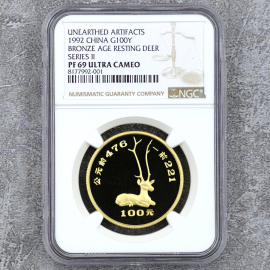 UNEARTHED ARTIFACTS
1992 CHINA G100Y
BRONZE AGE RESTING DEER
SERIES II
PF 69 ULTRA CAMEO
8177992-001
NUMISMATIC GUARANTY COMPANY
NGC
公元前476—前221
100元